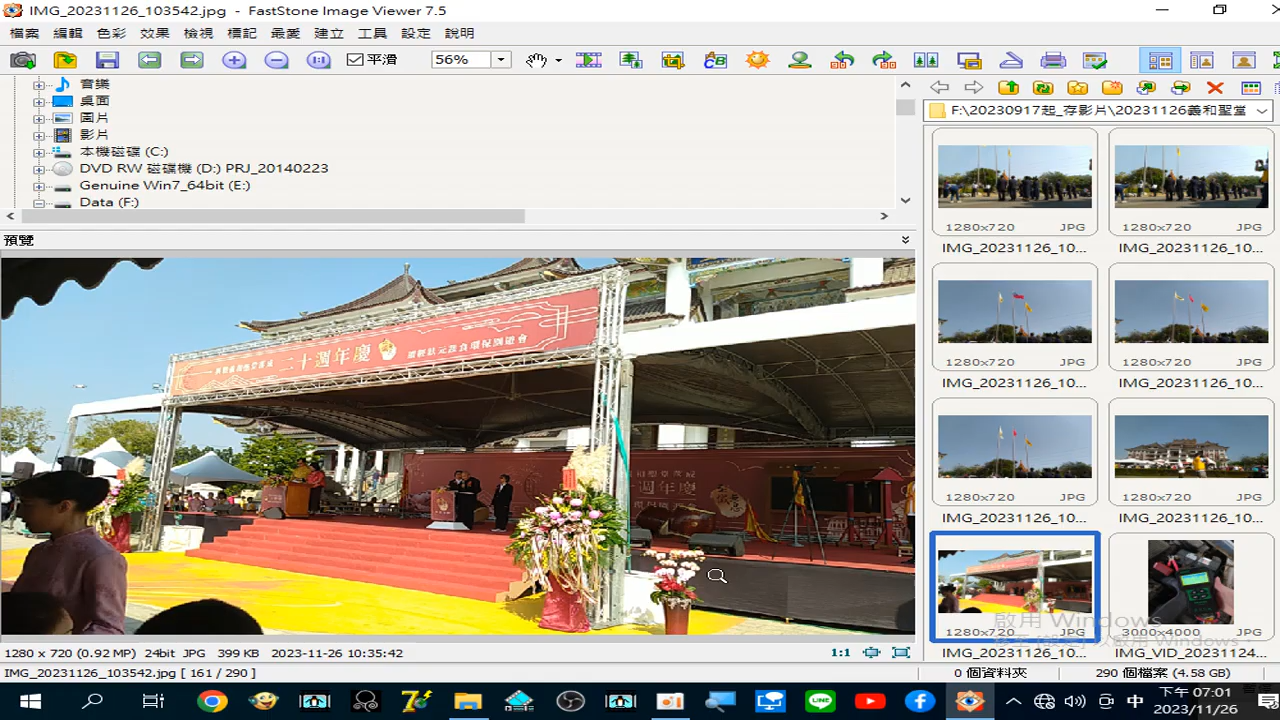 IMG_20231126_103542.jpg - FastStone Image Viewer 7.5
檔案 編輯 色彩 效果 檢視 標記 最愛 建立 工具 設定 說明
平滑 56%
音樂
桌面
圖片
影片
本機磁碟 (C:)
DVD RW 磁碟機 (D:) PRJ_20140223
Genuine Win7_64bit (E:)
Data (F:)
預覽
二十週年慶
F:\20230917起_存影片\20231126義和聖堂
1280x720 JPG 1280x720 JPG
IMG_20231126_10... IMG_20231126_10...
1280x720 JPG 1280x720 JPG
IMG_20231126_10... IMG_20231126_10...
1280x720 JPG 1280x720 JPG
IMG_20231126_10... IMG_20231126_10...
1280x720 JPG 3000x4000 JPG
IMG_20231126_10... IMG_VID_20231124...
啟用 Windows
移至 [設定] 以啟用 Windows。
1280 x 720 (0.92 MP) 24bit JPG 399 KB 2023-11-26 10:35:42 1:1
IMG_20231126_103542.jpg [ 161 / 290 ]
0 個資料夾 290 個檔案 (4.58 GB)
中 下午 07:01
2023/11/26